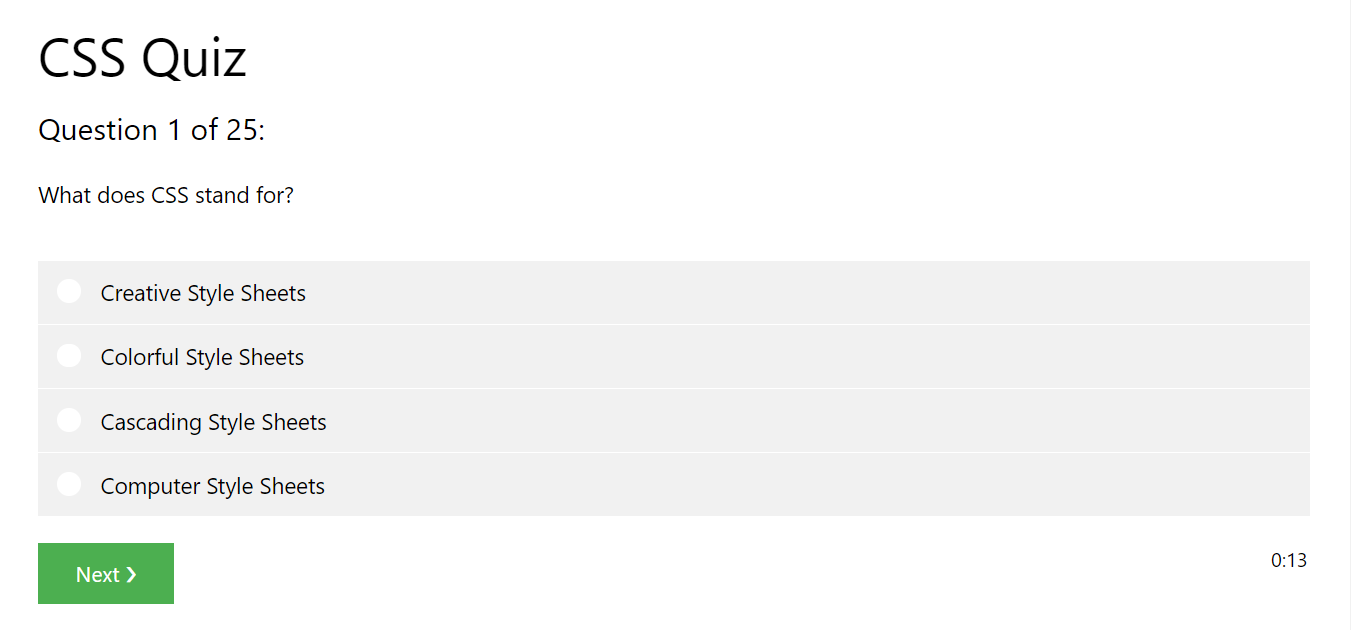 CSS Quiz
Question 1 of 25:
What does CSS stand for?
Creative Style Sheets
Colorful Style Sheets
Cascading Style Sheets
Computer Style Sheets
Next ❯
0:13